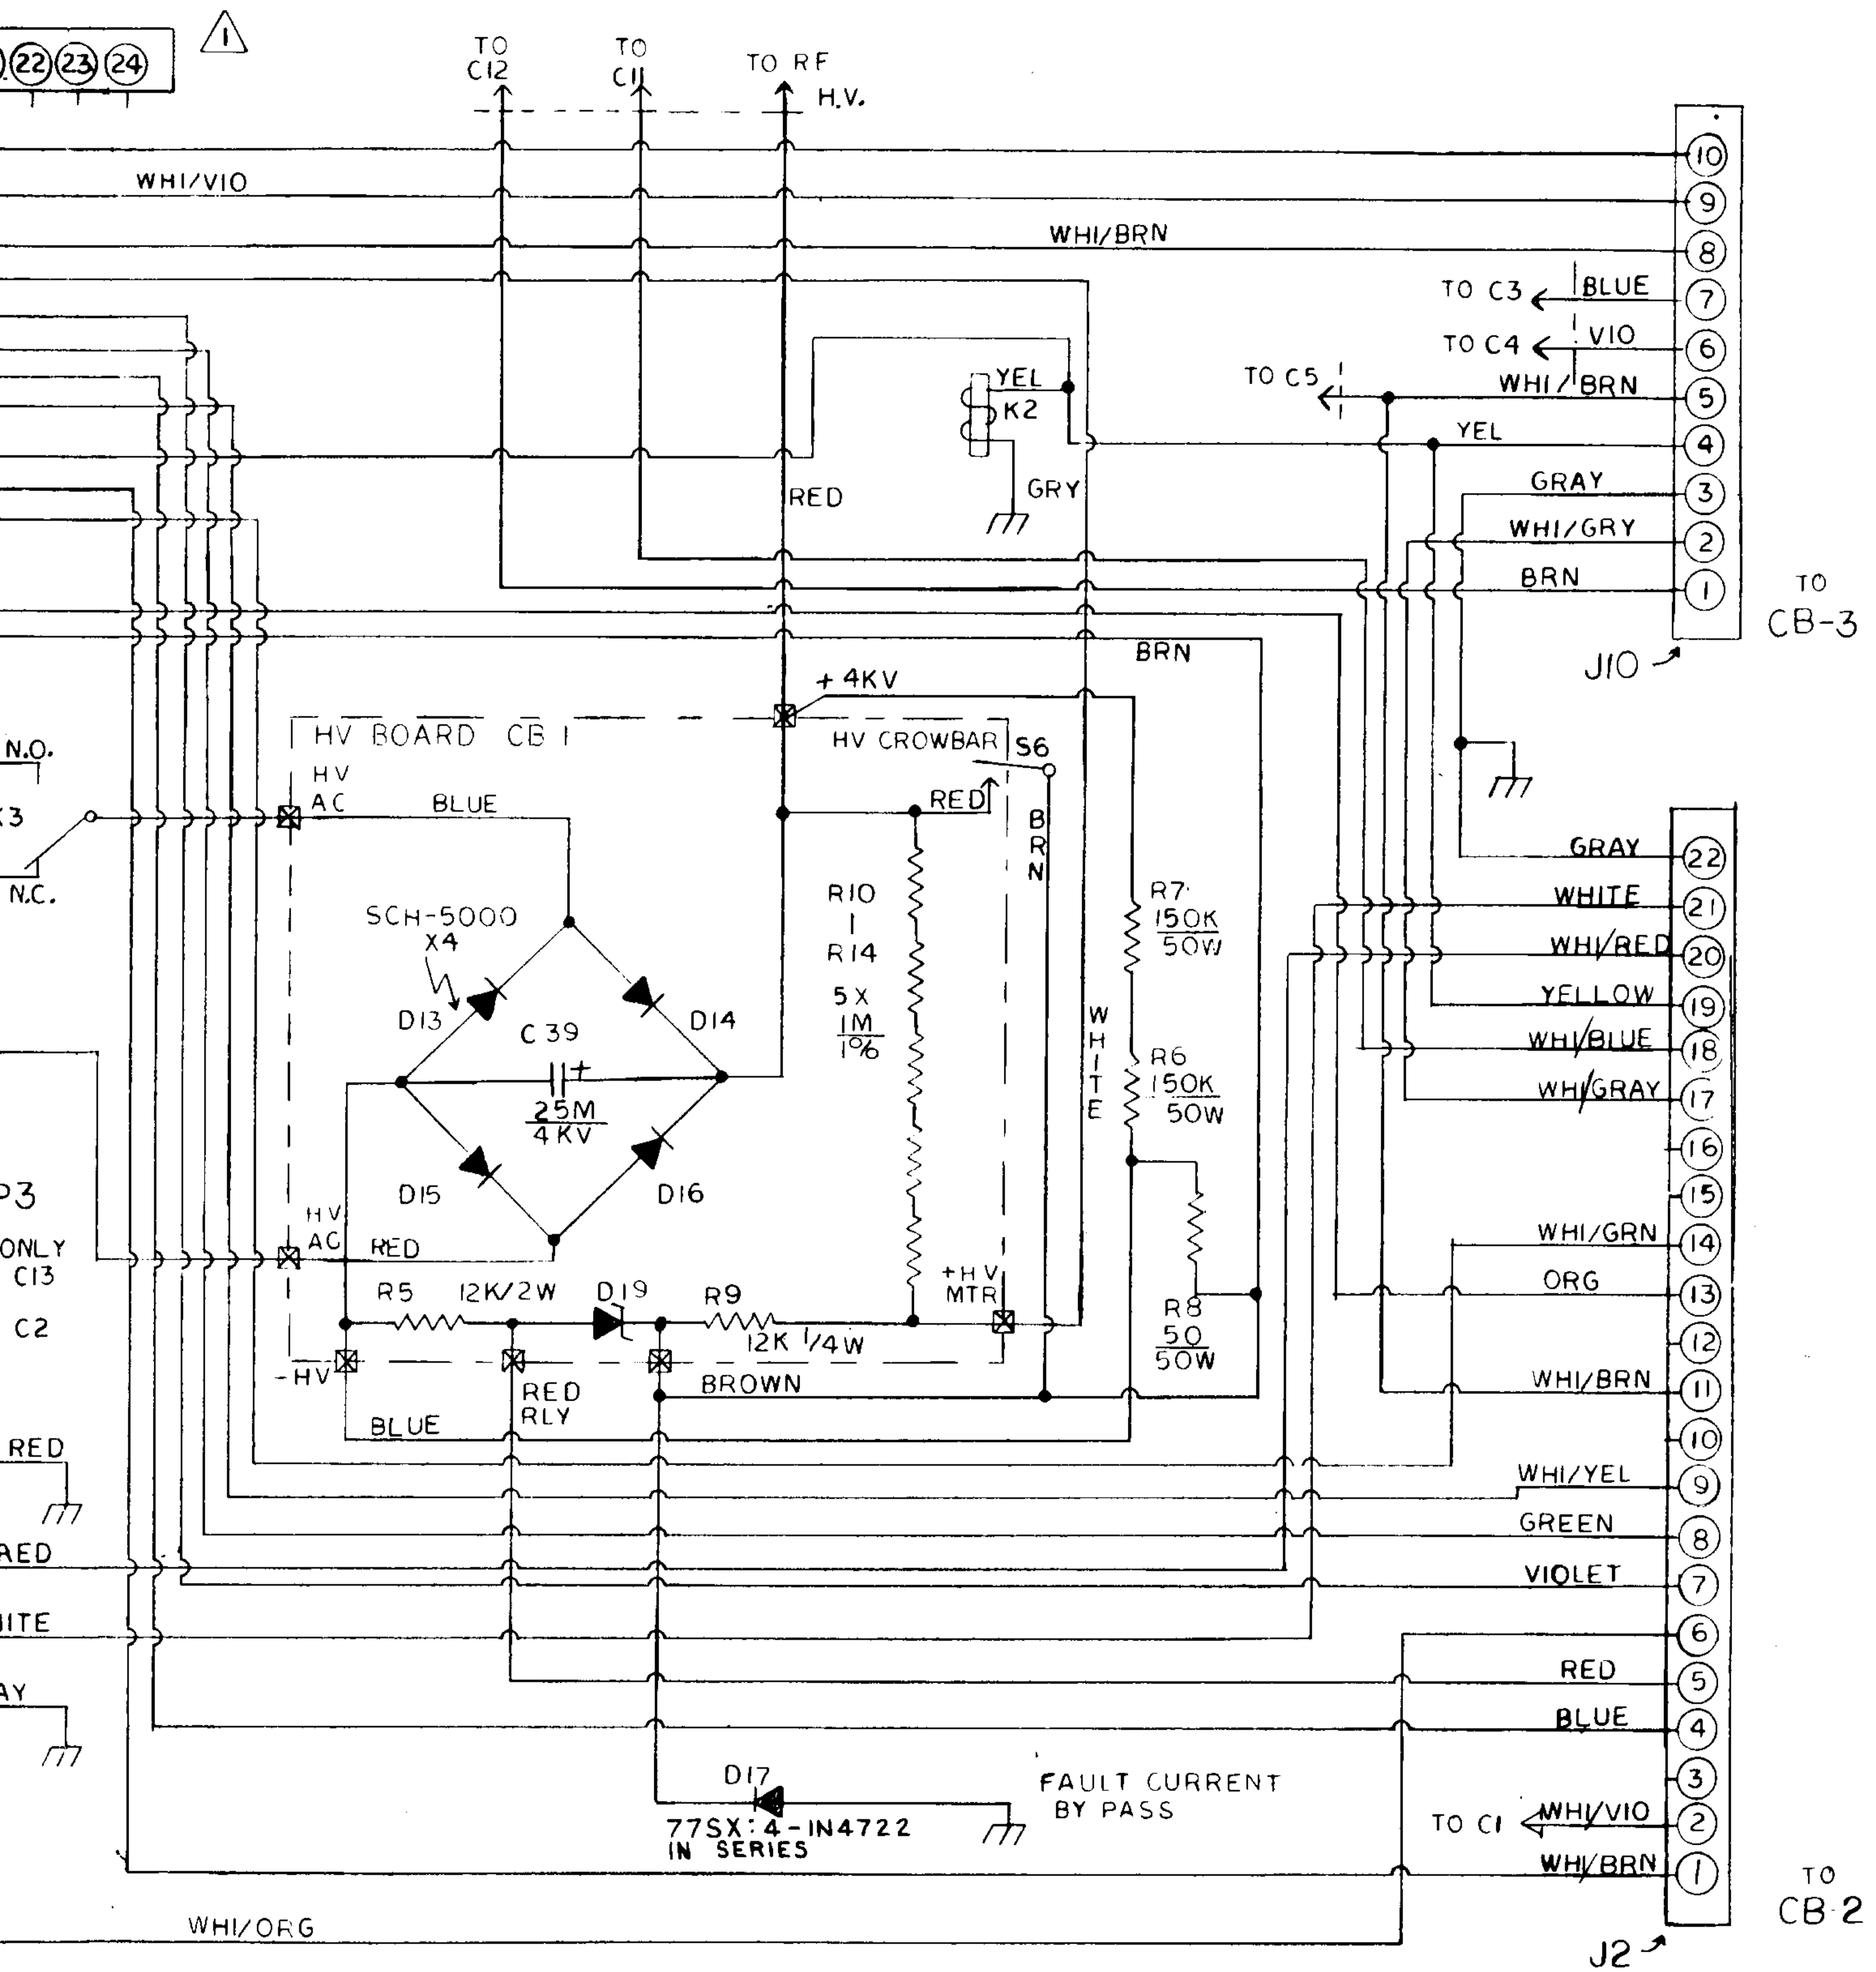 22 23 24
1
TO
C12
TO
C11
TO RF
H.V.
WHI/VIO
WHI/BRN
10
9
8
TO C3
BLUE
7
TO C4
VIO
6
TO C5
WHI/BRN
5
YEL
4
GRAY
3
WHI/GRY
2
BRN
1
TO
CB-3
J10
YEL
K2
GRY
RED
BRN
+ 4KV
HV BOARD CB 1
HV CROWBAR
S6
N.O.
N.C.
HV
AC
BLUE
RED
BRN
SCH-5000
X4
D13
D14
C39
+
25M
4KV
D15
D16
R10
|
R14
5X
1M
1%
WHITE
R7
150K
50W
R6
150K
50W
R8
50
50W
HV
AC
RED
ONLY
C13
C2
R5 12K/2W
D19
R9
12K 1/4W
+HV
MTR
-HV
RED
RLY
BROWN
BLUE
RED
D17
77SX:4-IN4722
IN SERIES
FAULT CURRENT
BY PASS
WHI/ORG
GRAY
22
WHITE
21
WHI/RED
20
YELLOW
19
WHI/BLUE
18
WHI/GRAY
17
16
15
WHI/GRN
14
ORG
13
12
WHI/BRN
11
10
WHI/YEL
9
GREEN
8
VIOLET
7
6
RED
5
BLUE
4
3
TO C1
WHI/VIO
2
WHI/BRN
1
TO
CB-2
J2